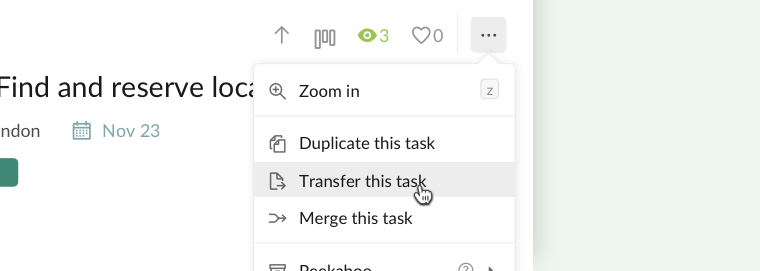 3 0 ...
Find and reserve loca
Zoom in z
ndon Nov 23
Duplicate this task
Transfer this task
Merge this task
Peekaboo ?